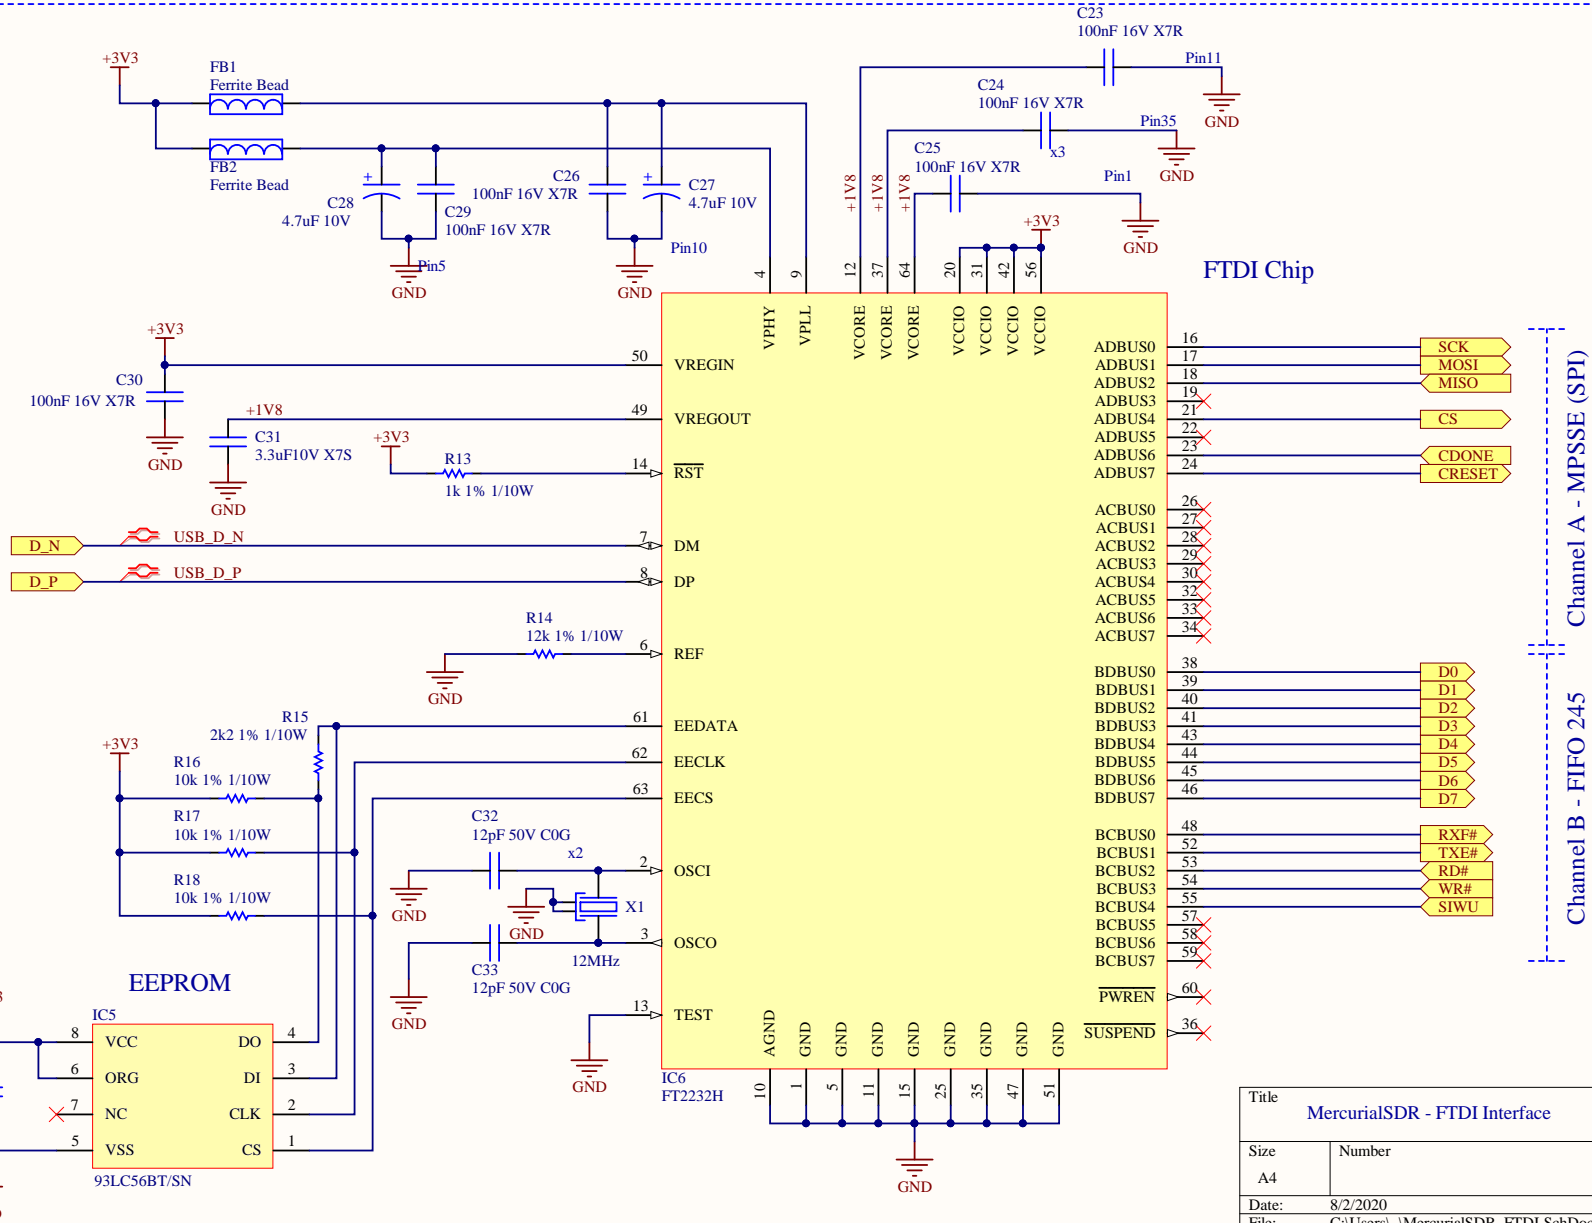 C23
100nF 16V X7R
Pin11
GND
C24
100nF 16V X7R
Pin35
x3
GND
C25
100nF 16V X7R
Pin1
GND
+1V8
+1V8
+1V8
+3V3
+3V3
FB1
Ferrite Bead
FB2
Ferrite Bead
C28
4.7uF 10V
+
C29
100nF 16V X7R
Pin5
GND
C26
100nF 16V X7R
+
C27
4.7uF 10V
Pin10
GND
FTDI Chip
4 VPHY
9 VPLL
12 VCORE
37 VCORE
64 VCORE
20 VCCIO
31 VCCIO
42 VCCIO
56 VCCIO
+3V3
C30
100nF 16V X7R
GND
50 VREGIN
+1V8
C31
3.3uF10V X7S
GND
49 VREGOUT
+3V3
R13
1k 1% 1/10W
14 RST
D_N USB_D_N 7 DM
D_P USB_D_P 8 DP
R14
12k 1% 1/10W
GND
6 REF
R15
2k2 1% 1/10W
61 EEDATA
62 EECLK
63 EECS
+3V3
R16
10k 1% 1/10W
R17
10k 1% 1/10W
R18
10k 1% 1/10W
C32
12pF 50V C0G
x2
GND
2 OSCI
X1
GND
3 OSCO
12MHz
C33
12pF 50V C0G
GND
13 TEST
GND
ADBUS0 16 SCK
ADBUS1 17 MOSI
ADBUS2 18 MISO
ADBUS3 19
ADBUS4 21 CS
ADBUS5 22
ADBUS6 23 CDONE
ADBUS7 24 CRESET
ACBUS0 26
ACBUS1 27
ACBUS2 28
ACBUS3 29
ACBUS4 30
ACBUS5 32
ACBUS6 33
ACBUS7 34
Channel A - MPSSE (SPI)
BDBUS0 38 D0
BDBUS1 39 D1
BDBUS2 40 D2
BDBUS3 41 D3
BDBUS4 43 D4
BDBUS5 44 D5
BDBUS6 45 D6
BDBUS7 46 D7
BCBUS0 48 RXF#
BCBUS1 52 TXE#
BCBUS2 53 RD#
BCBUS3 54 WR#
BCBUS4 55 SIWU
BCBUS5 57
BCBUS6 58
BCBUS7 59
Channel B - FIFO 245
PWREN 60
SUSPEND 36
AGND 10
GND 1
GND 5
GND 11
GND 15
GND 25
GND 35
GND 47
GND 51
GND
IC6
FT2232H
EEPROM
IC5
8 VCC DO 4
6 ORG DI 3
7 NC CLK 2
5 VSS CS 1
93LC56BT/SN
Title
MercurialSDR - FTDI Interface
Size
Number
A4
Date: 8/2/2020
File: C:\Users\..\MercurialSDR_FTDI.SchDoc